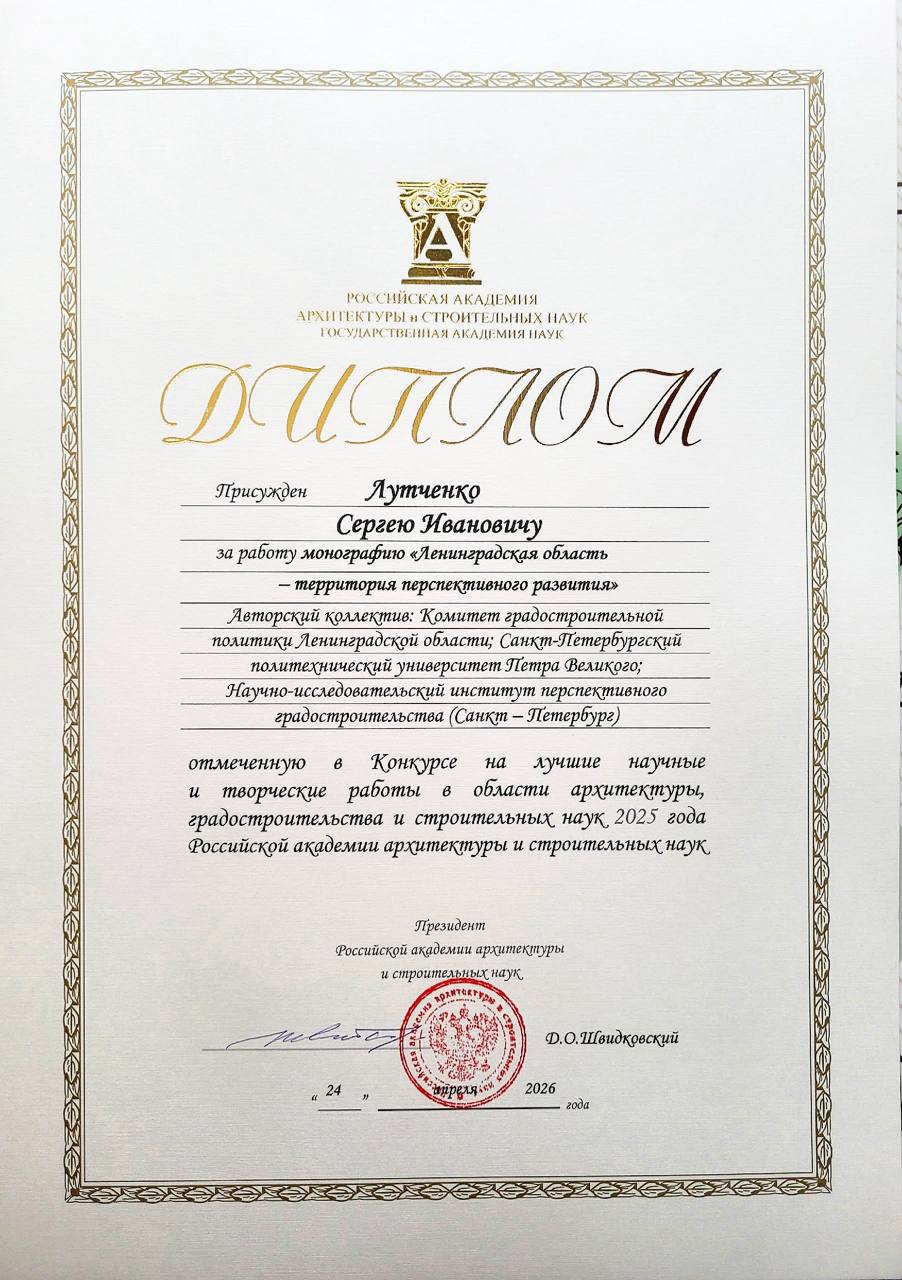 А
РОССИЙСКАЯ АКАДЕМИЯ
АРХИТЕКТУРЫ и СТРОИТЕЛЬНЫХ НАУК
ГОСУДАРСТВЕННАЯ АКАДЕМИЯ НАУК
ДИПЛОМ
Присужден Лутченко
Сергею Ивановичу
за работу монографию «Ленинградская область
– территория перспективного развития»
Авторский коллектив: Комитет градостроительной
политики Ленинградской области; Санкт-Петербургский
политехнический университет Петра Великого;
Научно-исследовательский институт перспективного
градостроительства (Санкт – Петербург)
отмеченную в Конкурсе на лучшие научные
и творческие работы в области архитектуры,
градостроительства и строительных наук 2025 года
Российской академии архитектуры и строительных наук
Президент
Российской академии архитектуры
и строительных наук
Д.О.Швидковский
“ 24 ” апреля 2026 года